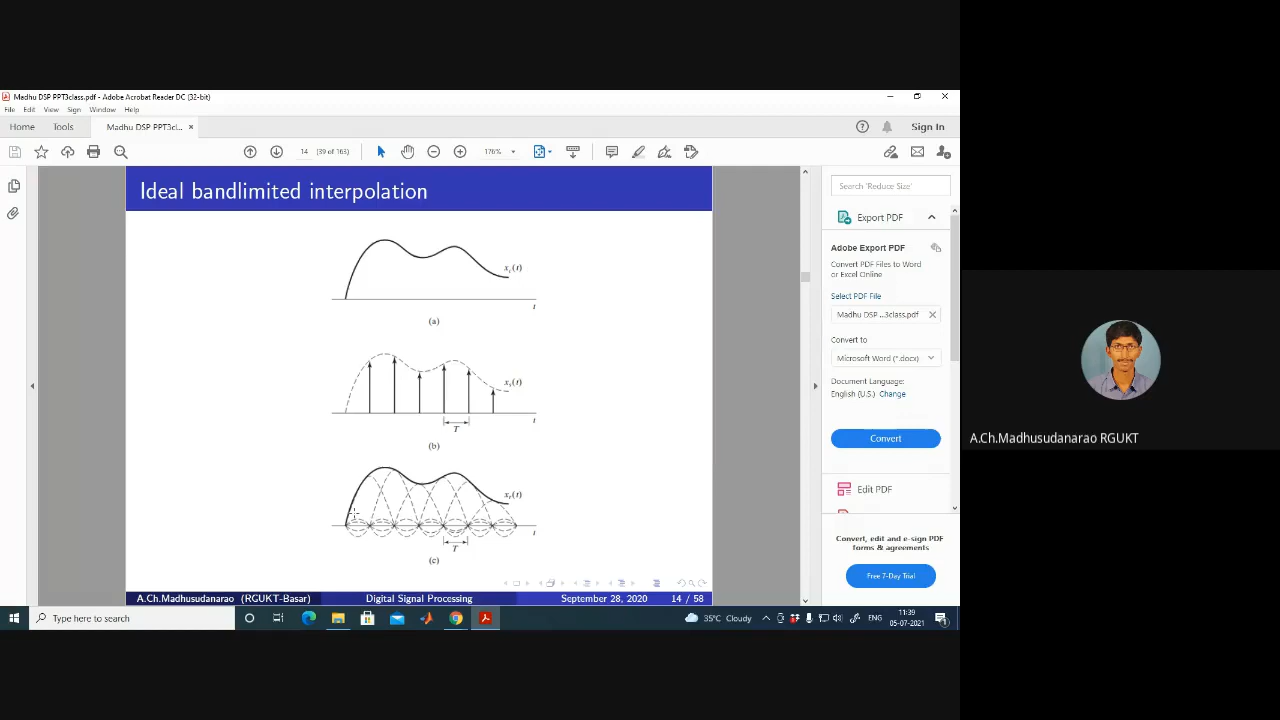 Madhu DSP PPT3class.pdf - Adobe Acrobat Reader DC (32-bit)
File Edit View Sign Window Help
Home Tools Madhu DSP PPT3cl... × Sign In
14 (39 of 163) 176%
Ideal bandlimited interpolation
xc(t)
t
(a)
xs(t)
t
T
(b)
xr(t)
t
T
(c)
A.Ch.Madhusudanarao (RGUKT-Basar) Digital Signal Processing September 28, 2020 14 / 58
Search 'Reduce Size'
Export PDF
Adobe Export PDF
Convert PDF Files to Word
or Excel Online
Select PDF File
Madhu DSP ...3class.pdf
Convert to
Microsoft Word (*.docx)
Document Language:
English (U.S.) Change
Convert
Edit PDF
Convert, edit and e-sign PDF
forms & agreements
Free 7-Day Trial
Type here to search
35°C Cloudy
ENG
11:39
05-07-2021
A.Ch.Madhusudanarao RGUKT